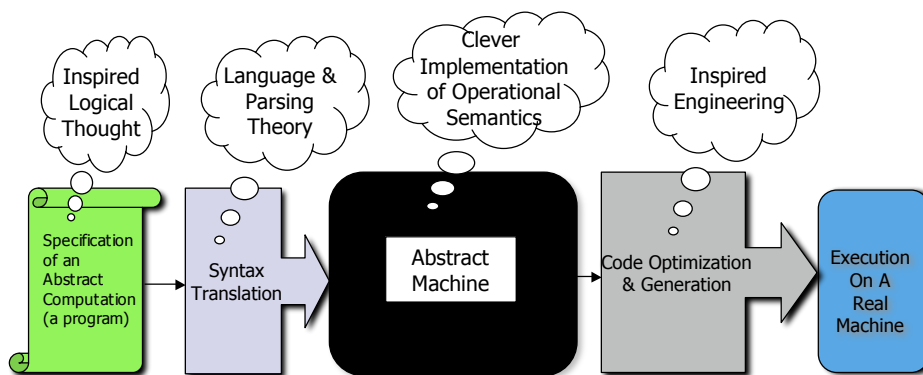 Inspired
Logical
Thought
Language &
Parsing
Theory
Clever
Implementation
of Operational
Semantics
Inspired
Engineering
Specification
of an
Abstract
Computation
(a program)
Syntax
Translation
Abstract
Machine
Code Optimization
& Generation
Execution
On A
Real
Machine